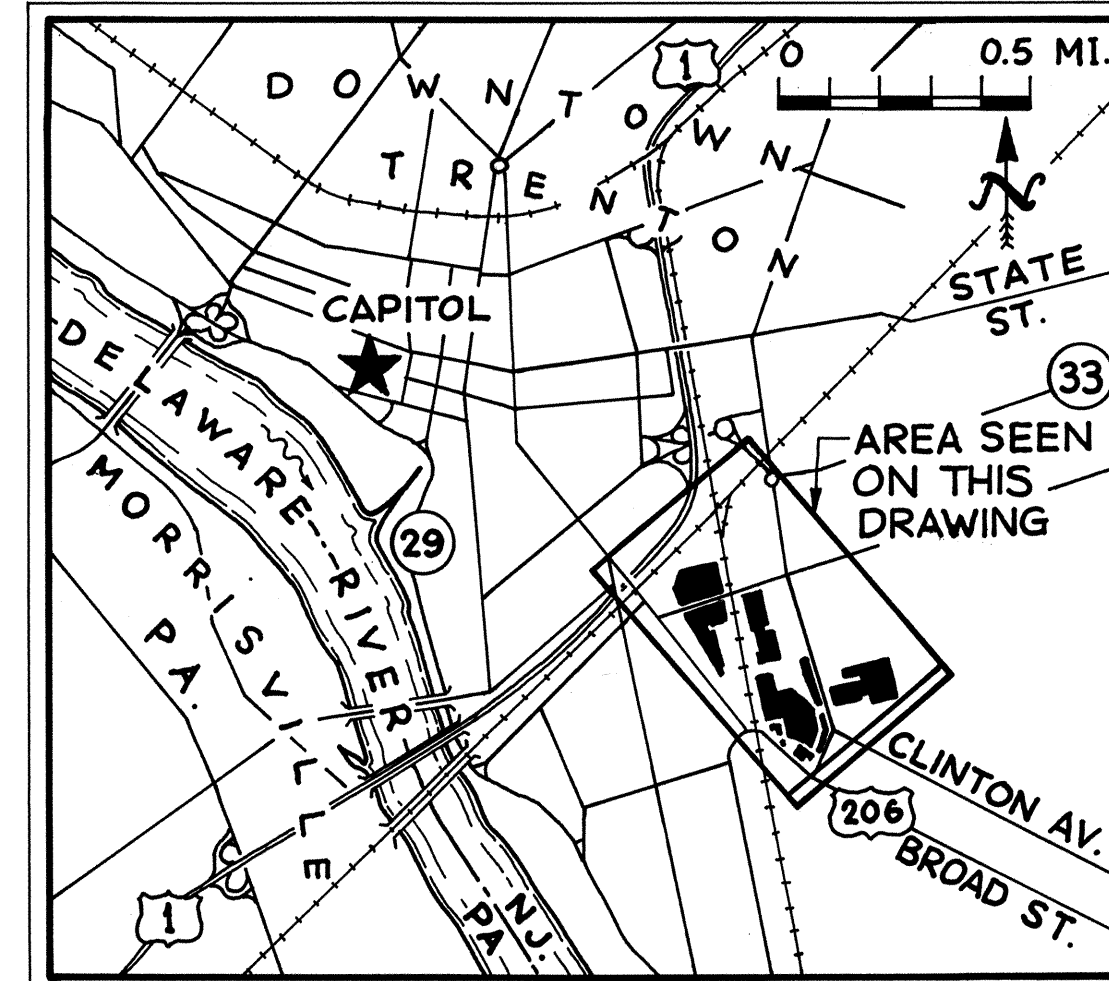 DOWNTOWN
TRENTON
1
0 0.5 MI.
N
STATE
ST.
CAPITOL
33
AREA SEEN
ON THIS
DRAWING
DELAWARE RIVER
29
MORRISVILLE
PA.
CLINTON AV.
206
BROAD ST.
1
N.J.
PA